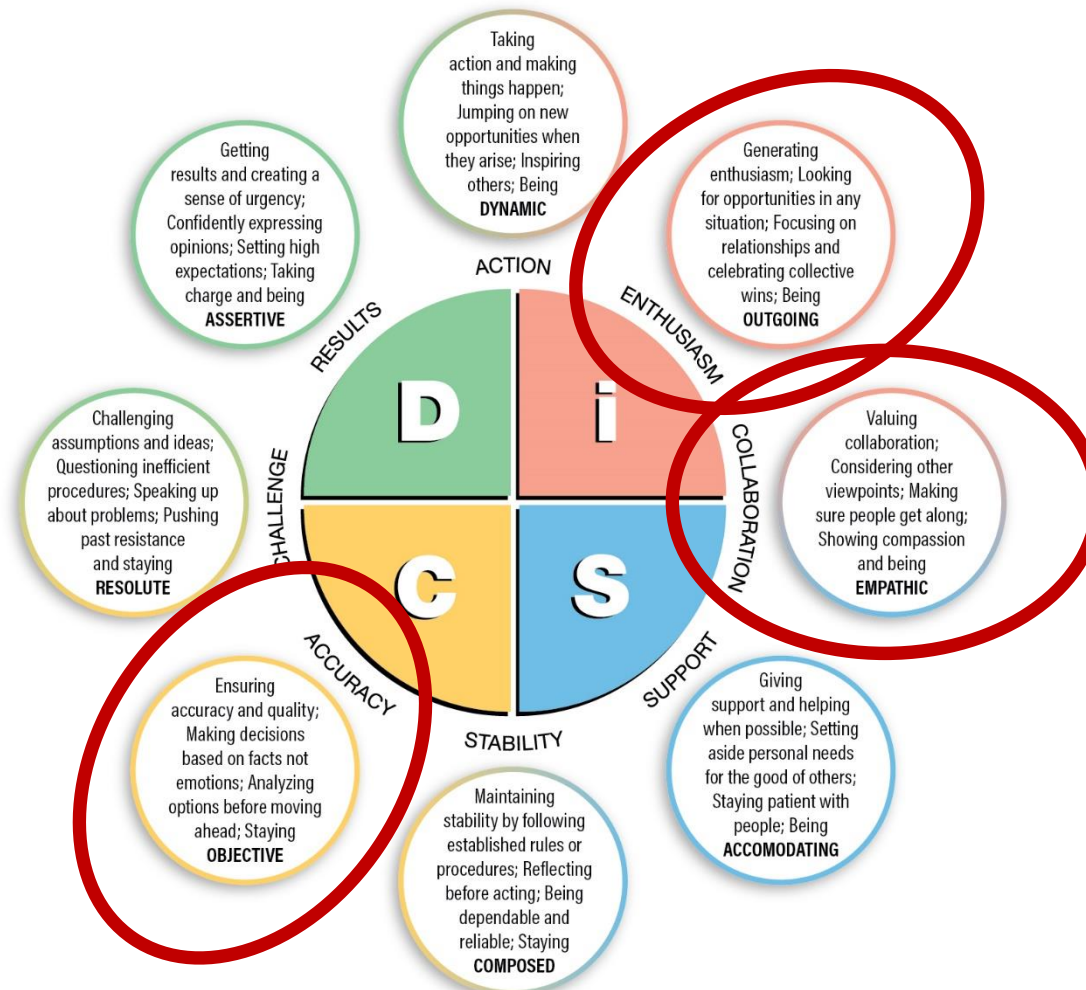 Taking
action and making
things happen;
Jumping on new
opportunities when
they arise; Inspiring
others; Being
DYNAMIC
Getting
results and creating a
sense of urgency;
Confidently expressing
opinions; Setting high
expectations; Taking
charge and being
ASSERTIVE
Generating
enthusiasm; Looking
for opportunities in any
situation; Focusing on
relationships and
celebrating collective
wins; Being
OUTGOING
ACTION
RESULTS
ENTHUSIASM
D
i
Challenging
assumptions and ideas;
Questioning inefficient
procedures; Speaking up
about problems; Pushing
past resistance
and staying
RESOLUTE
CHALLENGE
COLLABORATION
Valuing
collaboration;
Considering other
viewpoints; Making
sure people get along;
Showing compassion
and being
EMPATHIC
C
S
ACCURACY
SUPPORT
STABILITY
Ensuring
accuracy and quality;
Making decisions
based on facts not
emotions; Analyzing
options before moving
ahead; Staying
OBJECTIVE
Giving
support and helping
when possible; Setting
aside personal needs
for the good of others;
Staying patient with
people; Being
ACCOMODATING
Maintaining
stability by following
established rules or
procedures; Reflecting
before acting; Being
dependable and
reliable; Staying
COMPOSED